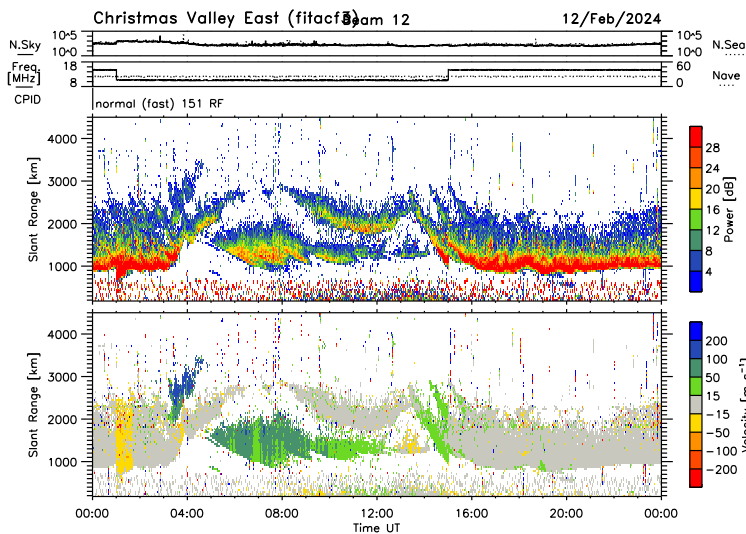 Christmas Valley East (fitacf3) Beam 12 12/Feb/2024
N.Sky 10^5 10^0 10^5 10^0 N.Sea
Freq. [MHz] 18 8 60 0 Nave
CPID normal (fast) 151 RF
Slant Range [km] 4000 3000 2000 1000
28 24 20 16 12 8 4 Power [dB]
Slant Range [km] 4000 3000 2000 1000
200 100 50 15 -15 -50 -100 -200 Velocity [m s^-1]
00:00 04:00 08:00 12:00 16:00 20:00 00:00
Time UT